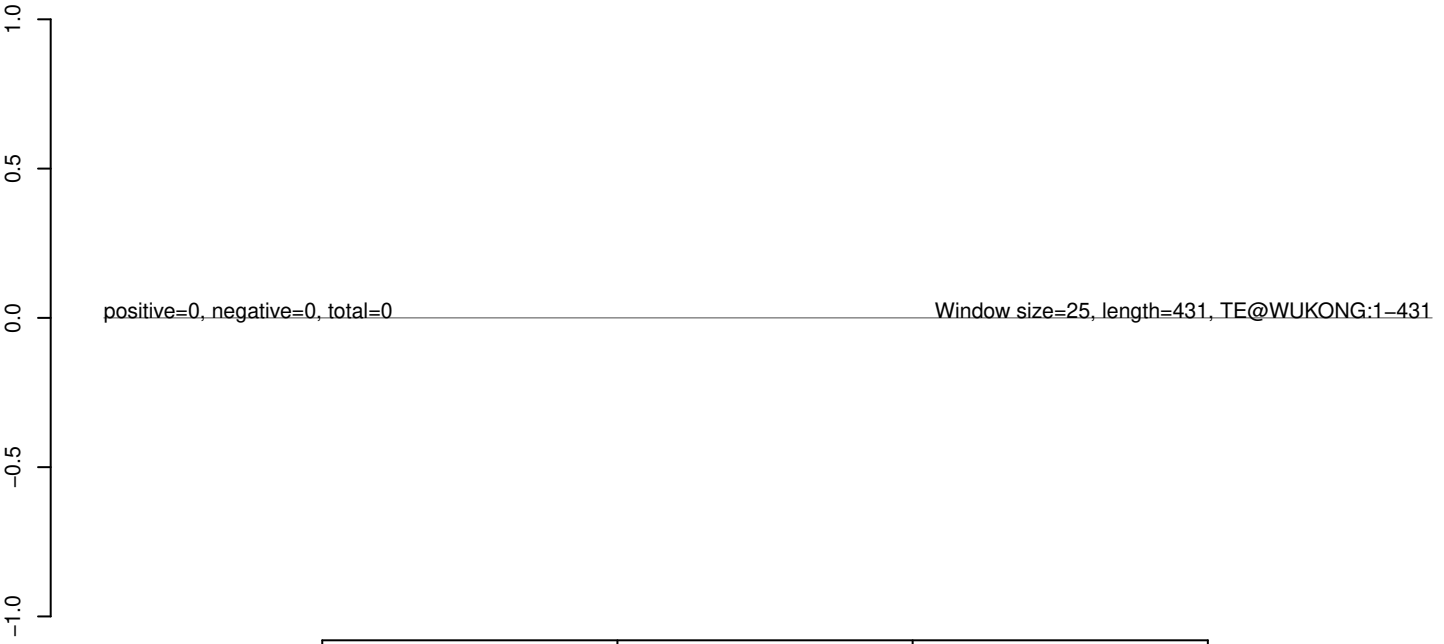 1.0
0.5
0.0
−0.5
−1.0
positive=0, negative=0, total=0
Window size=25, length=431, TE@WUKONG:1−431